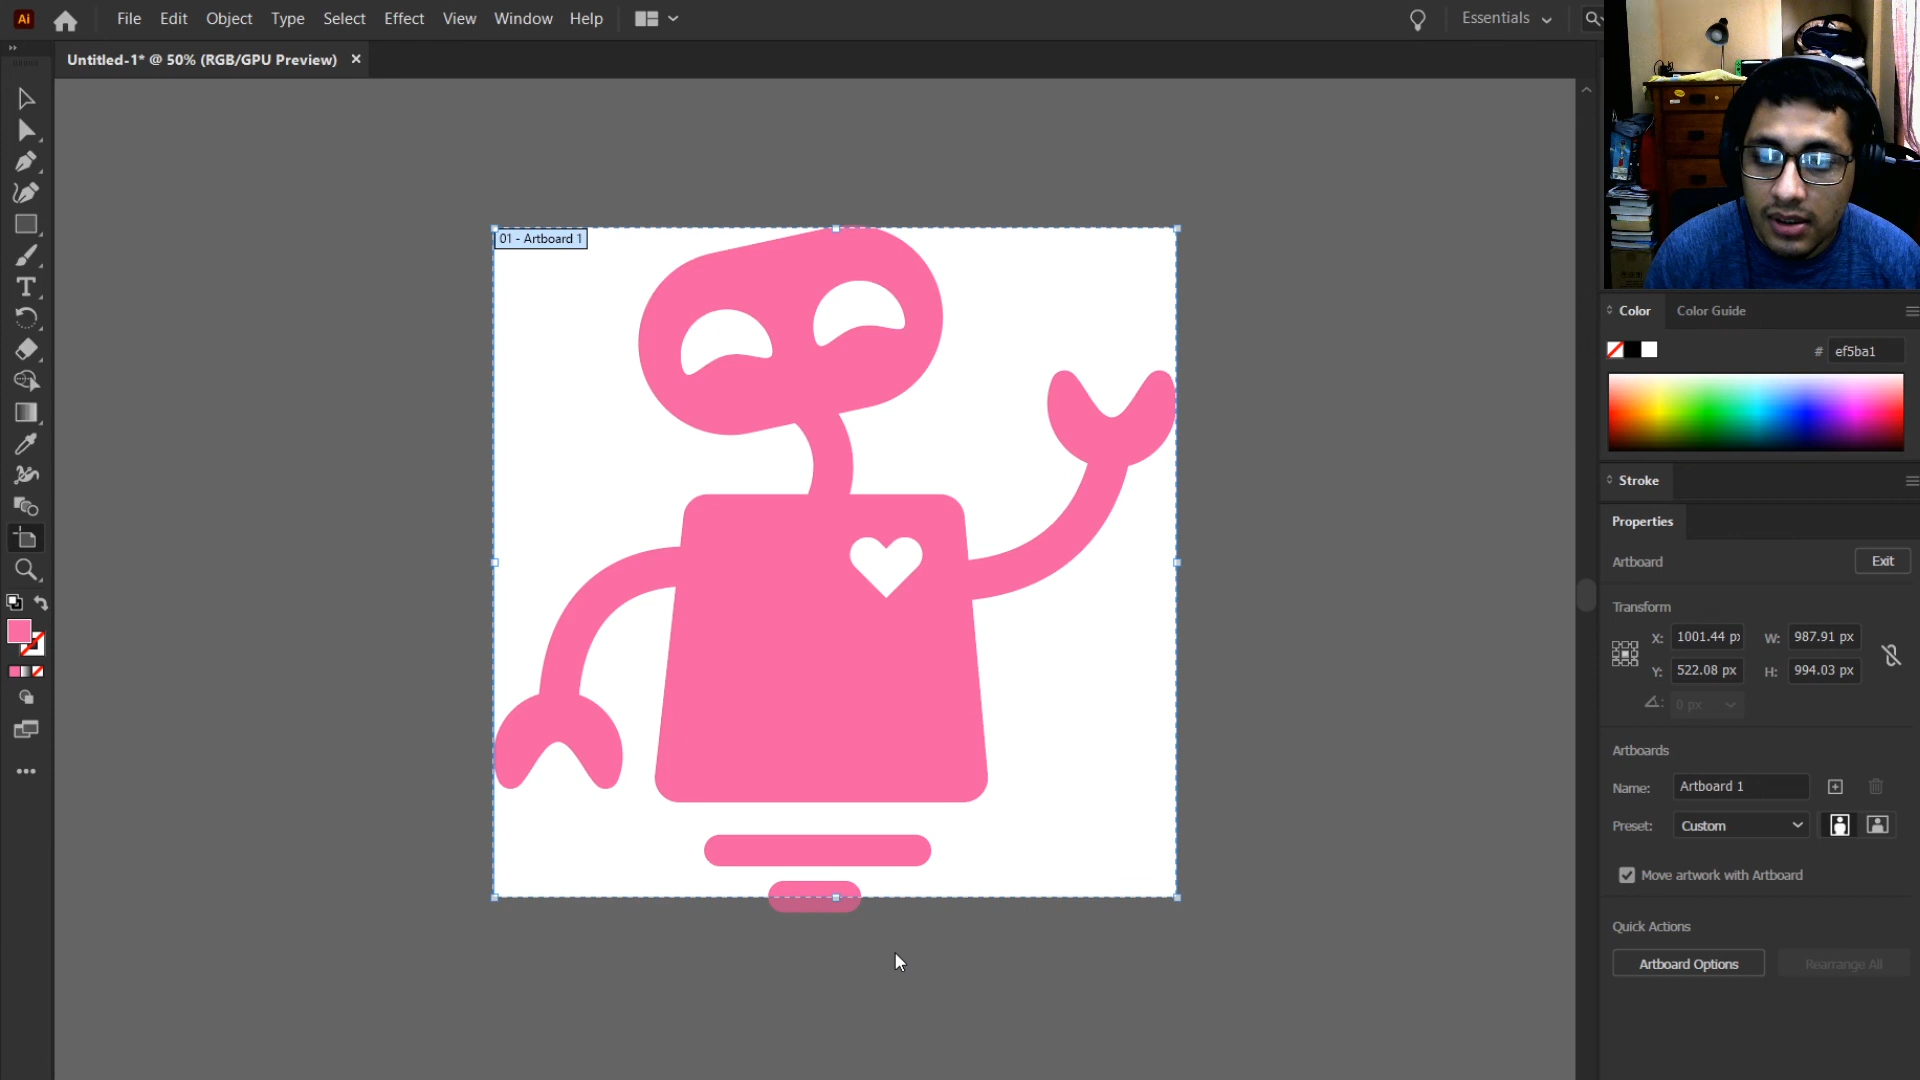 Ai File Edit Object Type Select Effect View Window Help Essentials
Untitled-1* @ 50% (RGB/GPU Preview) ×
01 - Artboard 1
Color Color Guide
# ef5ba1
Stroke
Properties
Artboard Exit
Transform
X: 1001.44 px W: 987.91 px
Y: 522.08 px H: 994.03 px
0 px
Artboards
Name: Artboard 1
Preset: Custom
Move artwork with Artboard
Quick Actions
Artboard Options Rearrange All